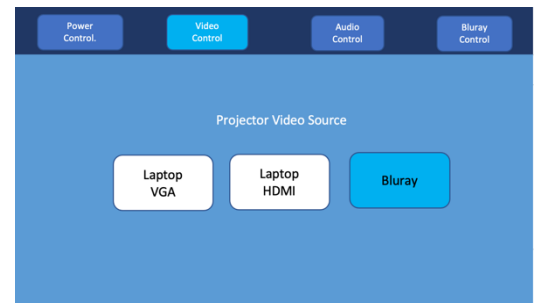 Power
Control.
Video
Control
Audio
Control
Bluray
Control
Projector Video Source
Laptop
VGA
Laptop
HDMI
Bluray